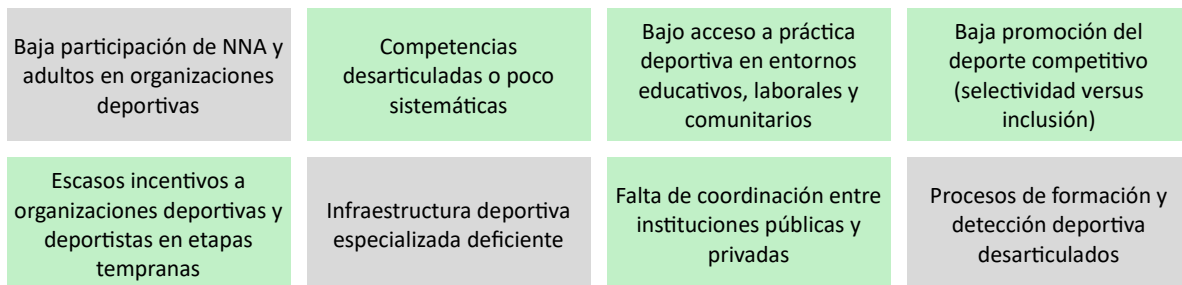 Baja participación de NNA y
adultos en organizaciones
deportivas
Competencias
desarticuladas o poco
sistemáticas
Bajo acceso a práctica
deportiva en entornos
educativos, laborales y
comunitarios
Baja promoción del
deporte competitivo
(selectividad versus
inclusión)
Escasos incentivos a
organizaciones deportivas y
deportistas en etapas
tempranas
Infraestructura deportiva
especializada deficiente
Falta de coordinación entre
instituciones públicas y
privadas
Procesos de formación y
detección deportiva
desarticulados